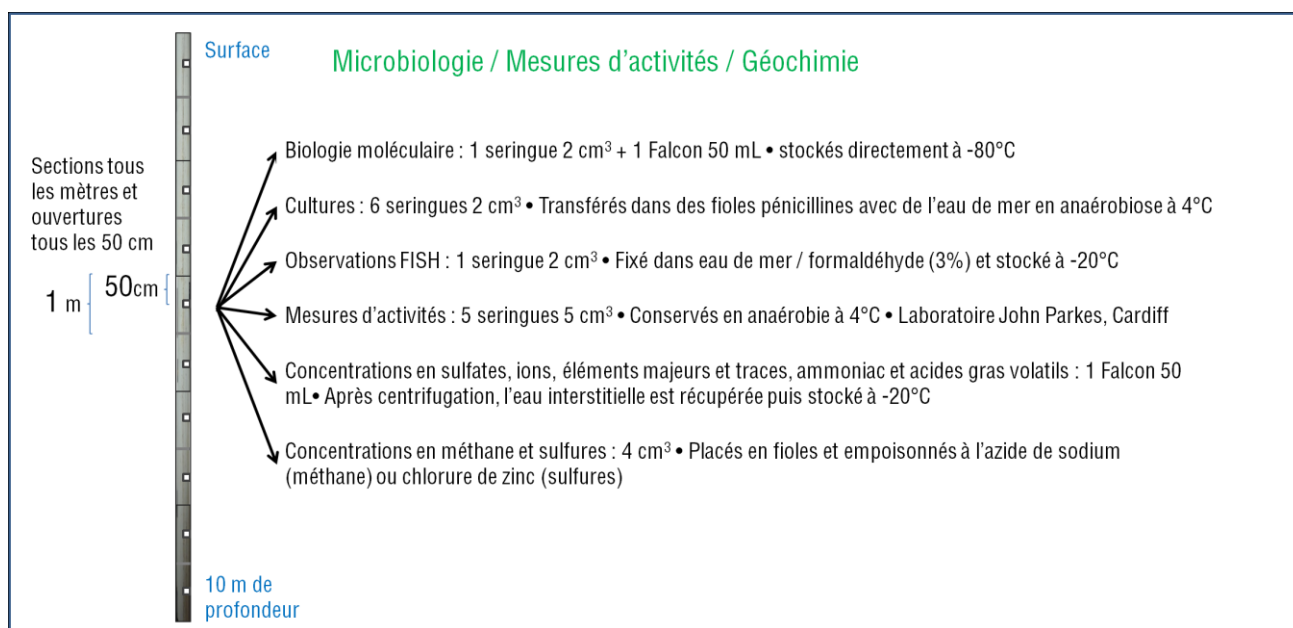 Surface
Microbiologie / Mesures d'activités / Géochimie
Sections tous
les mètres et
ouvertures
tous les 50 cm
1 m
50cm
Biologie moléculaire : 1 seringue 2 cm³ + 1 Falcon 50 mL • stockés directement à -80°C
Cultures : 6 seringues 2 cm³ • Transférés dans des fioles pénicillines avec de l'eau de mer en anaérobiose à 4°C
Observations FISH : 1 seringue 2 cm³ • Fixé dans eau de mer / formaldéhyde (3%) et stocké à -20°C
Mesures d'activités : 5 seringues 5 cm³ • Conservés en anaérobie à 4°C • Laboratoire John Parkes, Cardiff
Concentrations en sulfates, ions, éléments majeurs et traces, ammoniac et acides gras volatils : 1 Falcon 50
mL• Après centrifugation, l'eau interstitielle est récupérée puis stocké à -20°C
Concentrations en méthane et sulfures : 4 cm³ • Placés en fioles et empoisonnés à l'azide de sodium
(méthane) ou chlorure de zinc (sulfures)
10 m de
profondeur